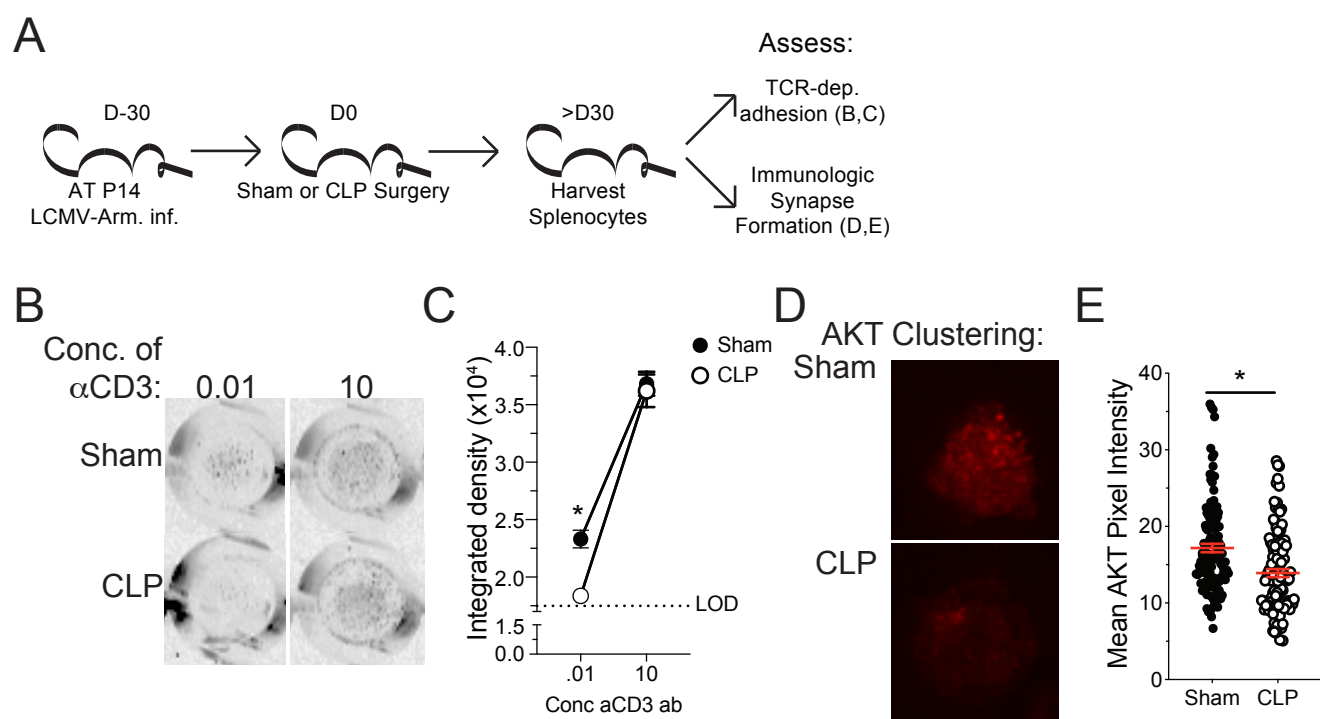 A
Assess:
D-30
D0
>D30
TCR-dep.
adhesion (B,C)
AT P14
LCMV-Arm. inf.
Sham or CLP Surgery
Harvest
Splenocytes
Immunologic
Synapse
Formation (D,E)
B
Conc. of
αCD3:
0.01
10
Sham
CLP
C
Integrated density (x10⁴)
4.0
3.5
3.0
2.5
2.0
1.5
0.0
*
Sham
CLP
LOD
.01
10
Conc aCD3 ab
D
AKT Clustering:
Sham
CLP
E
Mean AKT Pixel Intensity
40
30
20
10
0
*
Sham
CLP